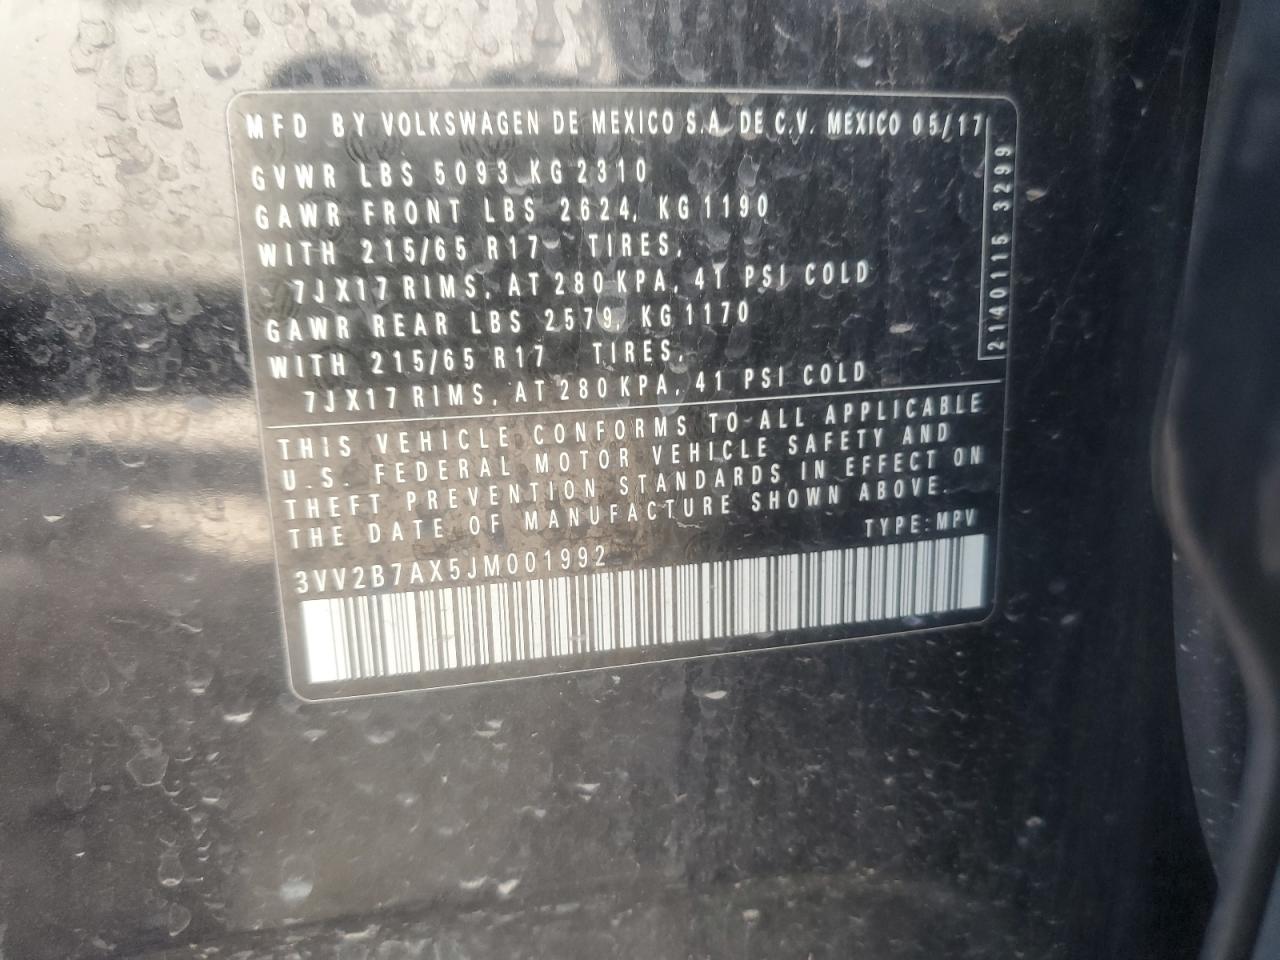 MFD BY VOLKSWAGEN DE MEXICO S.A. DE C.V. MEXICO 05/17
GVWR LBS 5093 KG 2310
GAWR FRONT LBS 2624, KG 1190
WITH 215/65 R17 TIRES,
7JX17 RIMS, AT 280 KPA, 41 PSI COLD
GAWR REAR LBS 2579, KG 1170
WITH 215/65 R17 TIRES,
7JX17 RIMS, AT 280 KPA, 41 PSI COLD
2140115 3299
THIS VEHICLE CONFORMS TO ALL APPLICABLE
U.S. FEDERAL MOTOR VEHICLE SAFETY AND
THEFT PREVENTION STANDARDS IN EFFECT ON
THE DATE OF MANUFACTURE SHOWN ABOVE.
TYPE: MPV
3VV2B7AX5JM001992